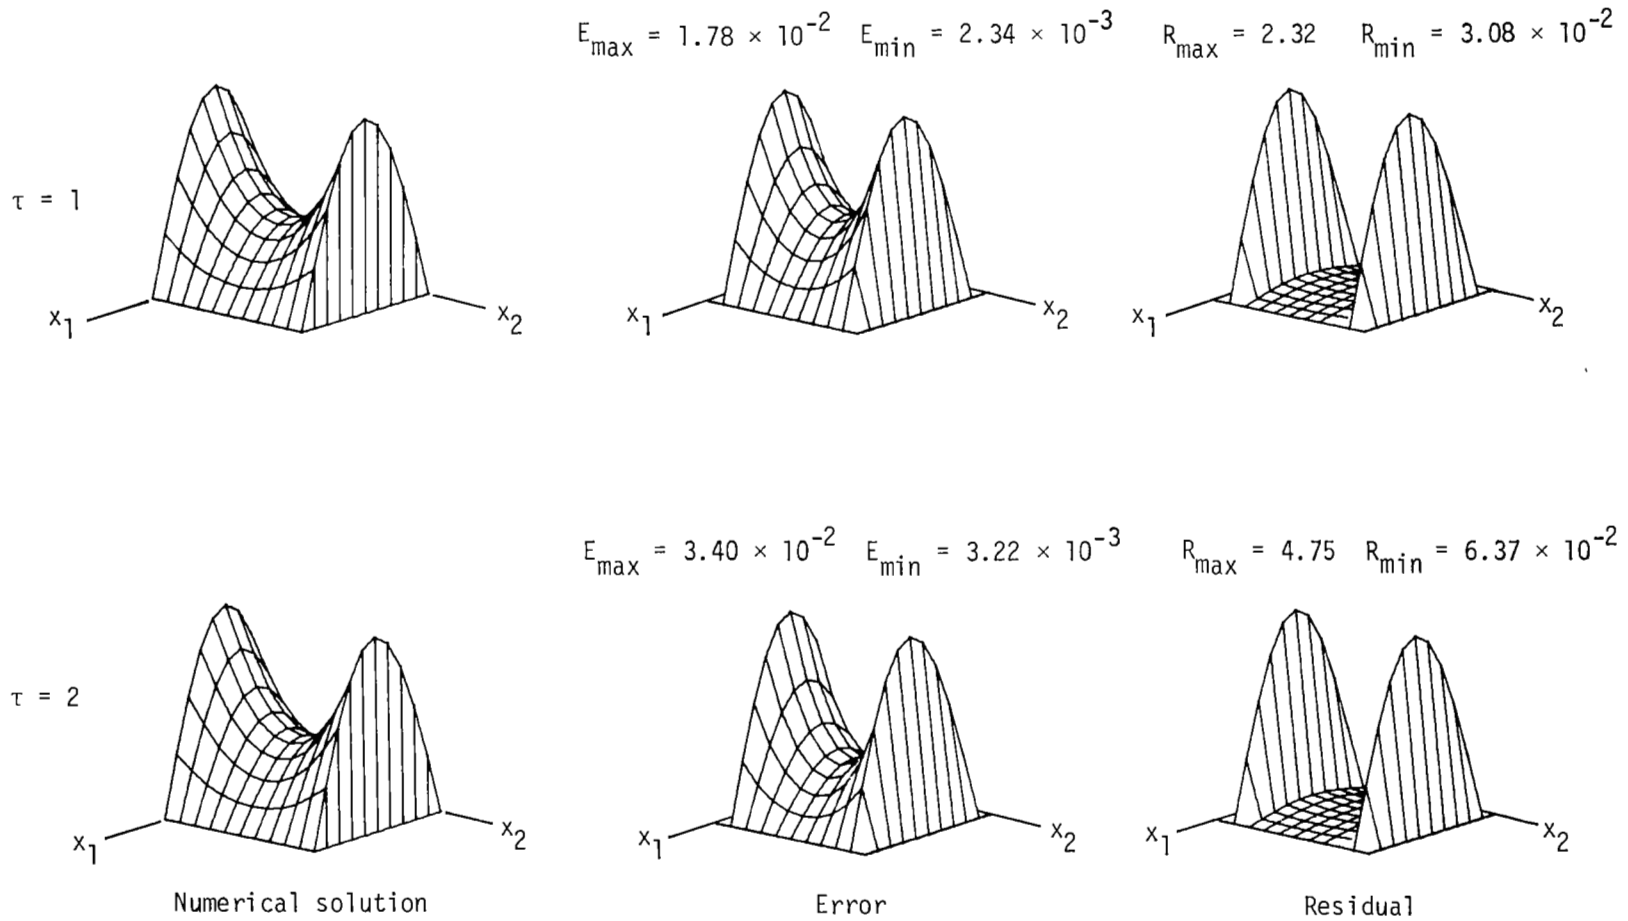 E_max = 1.78 × 10^-2 E_min = 2.34 × 10^-3 R_max = 2.32 R_min = 3.08 × 10^-2
τ = 1
x_1 x_2 x_1 x_2 x_1 x_2
E_max = 3.40 × 10^-2 E_min = 3.22 × 10^-3 R_max = 4.75 R_min = 6.37 × 10^-2
τ = 2
x_1 x_2 x_1 x_2 x_1 x_2
Numerical solution Error Residual